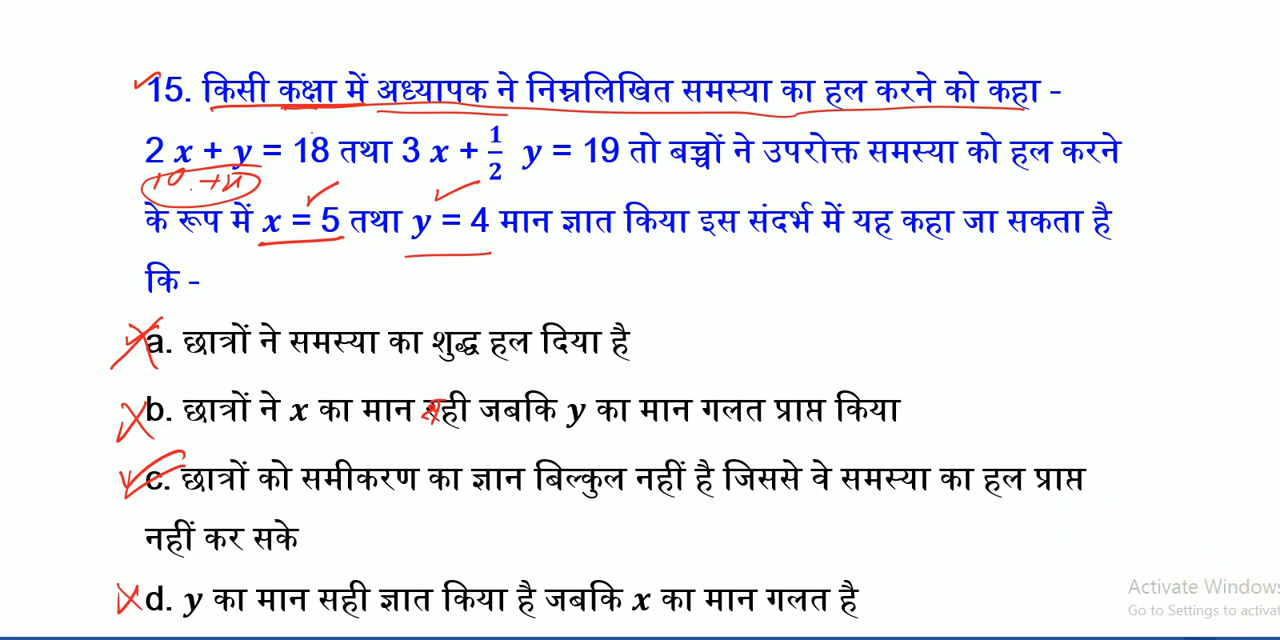 15. किसी कक्षा में अध्यापक ने निम्नलिखित समस्या का हल करने को कहा -
2 x + y = 18 तथा 3 x + 1/2 y = 19 तो बच्चों ने उपरोक्त समस्या को हल करने
10 + 4
के रूप में x = 5 तथा y = 4 मान ज्ञात किया इस संदर्भ में यह कहा जा सकता है
कि -
a. छात्रों ने समस्या का शुद्ध हल दिया है
b. छात्रों ने x का मान सही जबकि y का मान गलत प्राप्त किया
c. छात्रों को समीकरण का ज्ञान बिल्कुल नहीं है जिससे वे समस्या का हल प्राप्त
नहीं कर सके
d. y का मान सही ज्ञात किया है जबकि x का मान गलत है
Activate Windows
Go to Settings to activat